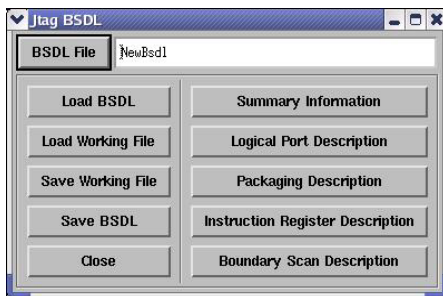 Jtag BSDL
BSDL File NewBsdl
Load BSDL Summary Information
Load Working File Logical Port Description
Save Working File Packaging Description
Save BSDL Instruction Register Description
Close Boundary Scan Description